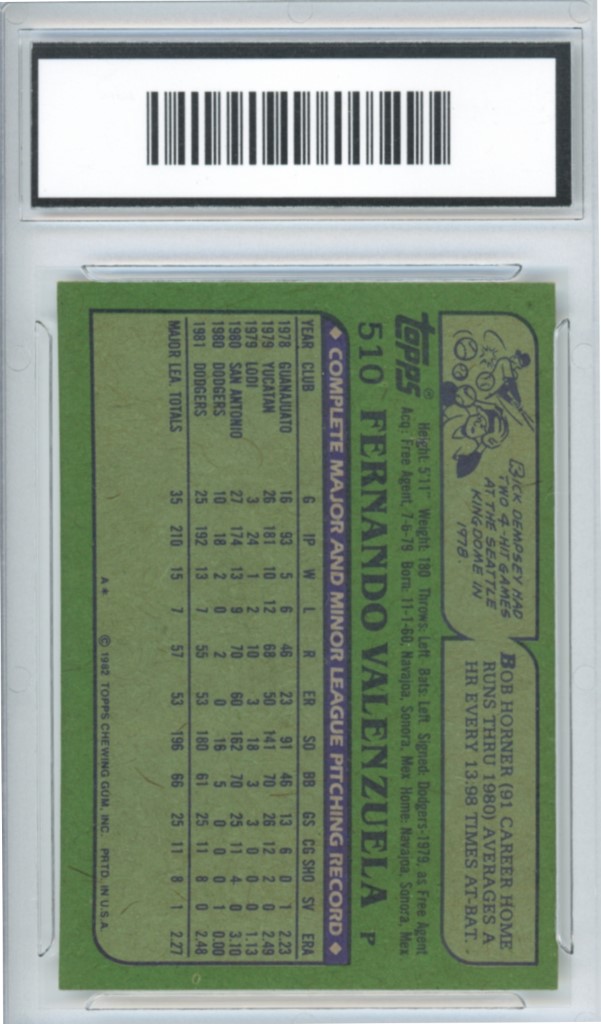 RICK DEMPSEY HAD
TWO 4-HIT GAMES
AT THE SEATTLE
KINGDOME IN
1978.
BOB HORNER (91 CAREER HOME
RUNS THRU 1980) AVERAGES A
HR EVERY 13.98 TIMES AT-BAT.
topps®
Height: 5'11" Weight: 180 Throws: Left Bats: Left Signed: Dodgers-1979, as Free Agent
Acq: Free Agent, 7-6-79 Born: 11-1-60, Navajoa, Sonora, Mex Home: Navajoa, Sonora, Mex
510 FERNANDO VALENZUELA P
COMPLETE MAJOR AND MINOR LEAGUE PITCHING RECORD
YEAR CLUB G IP W L R ER SO BB GS CG SHO SV ERA
1978 GUANAJUATO 16 93 5 6 46 23 91 46 13 6 0 1 2.23
1979 YUCATAN 26 181 10 12 68 50 141 70 26 12 2 0 2.49
1979 LODI 3 24 1 2 10 3 18 3 3 0 0 0 1.13
1980 SAN ANTONIO 27 174 13 9 70 60 162 70 25 11 4 0 3.10
1980 DODGERS 10 18 2 0 2 0 16 5 0 0 0 1 0.00
1981 DODGERS 25 192 13 7 55 53 180 61 25 11 8 0 2.48
MAJOR LEA. TOTALS 35 210 15 7 57 53 196 66 25 11 8 1 2.27
A* © 1982 TOPPS CHEWING GUM, INC. PRTD. IN U.S.A.